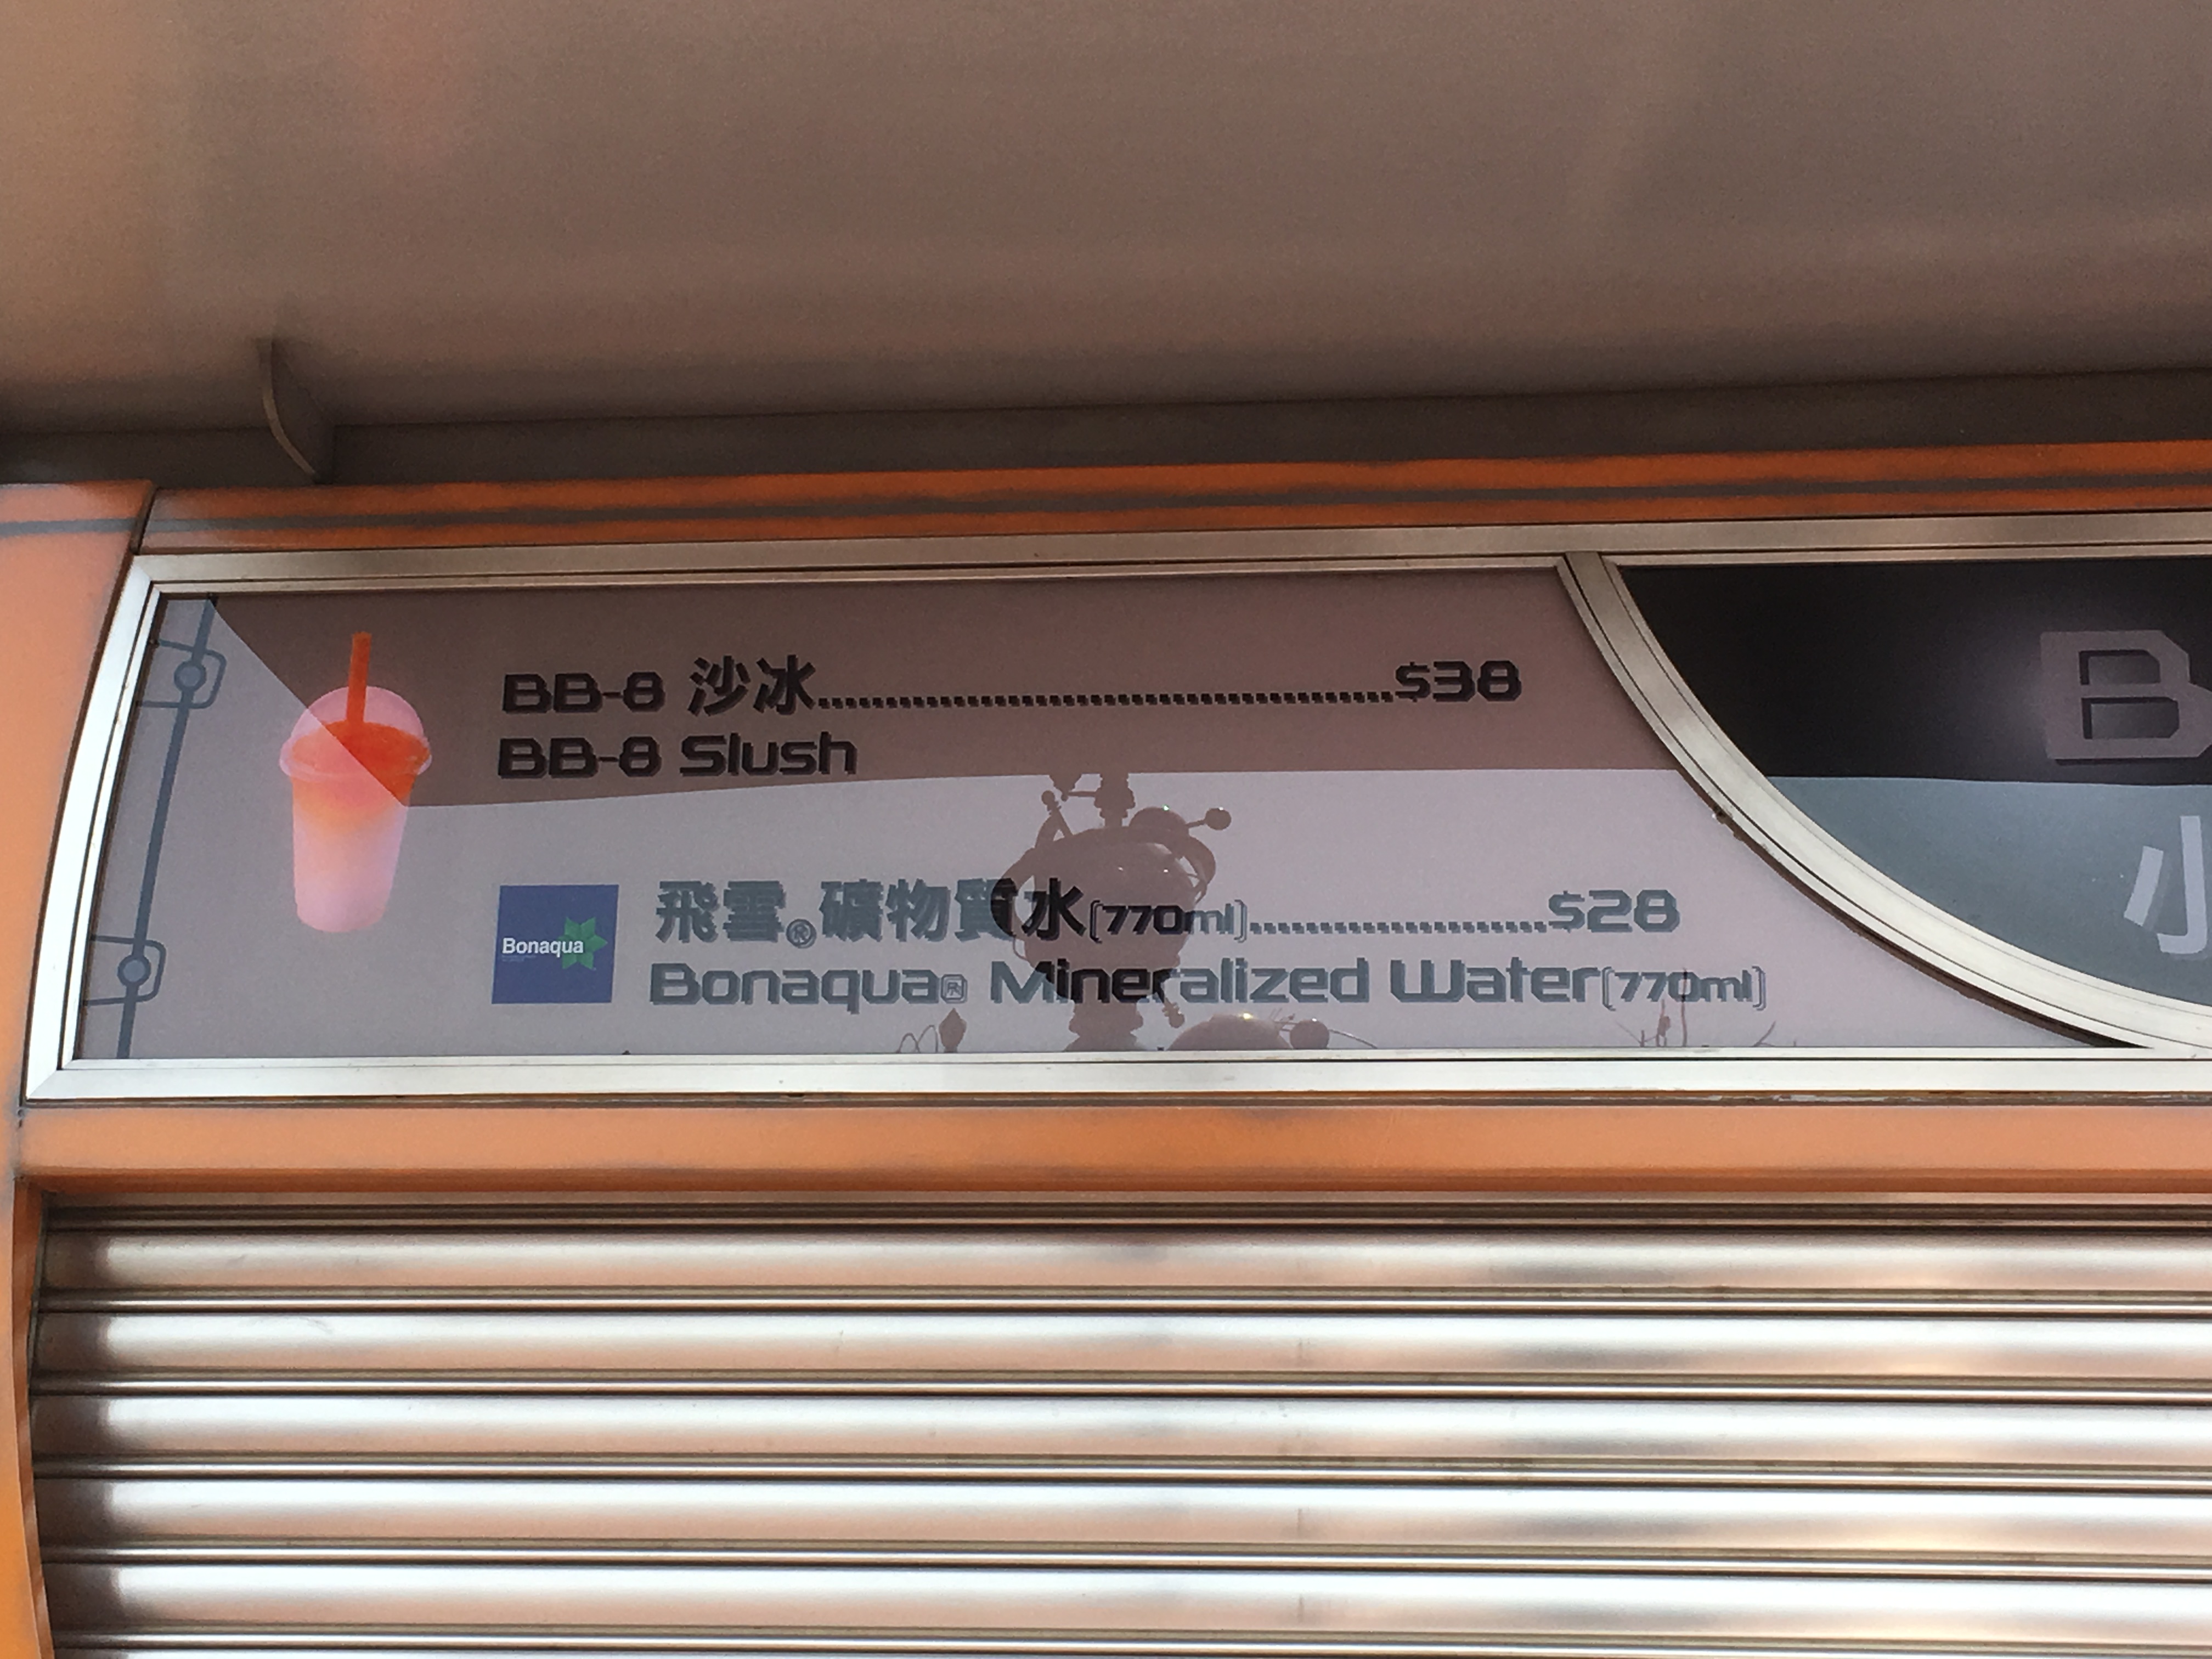 BB-8 沙冰..........................................$38
BB-8 Slush
Bonaqua
飛雪®礦物質水(770ml)......................$28
Bonaqua® Mineralized Water(770ml)
B
小